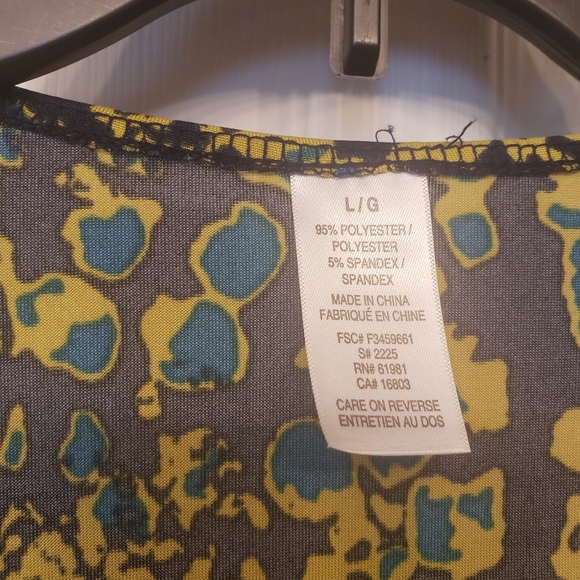 L/G
95% POLYESTER/
POLYESTER
5% SPANDEX/
SPANDEX
MADE IN CHINA
FABRIQUÉ EN CHINE
FSC# F3459661
S# 2225
RN# 61981
CA# 16803
CARE ON REVERSE
ENTRETIEN AU DOS